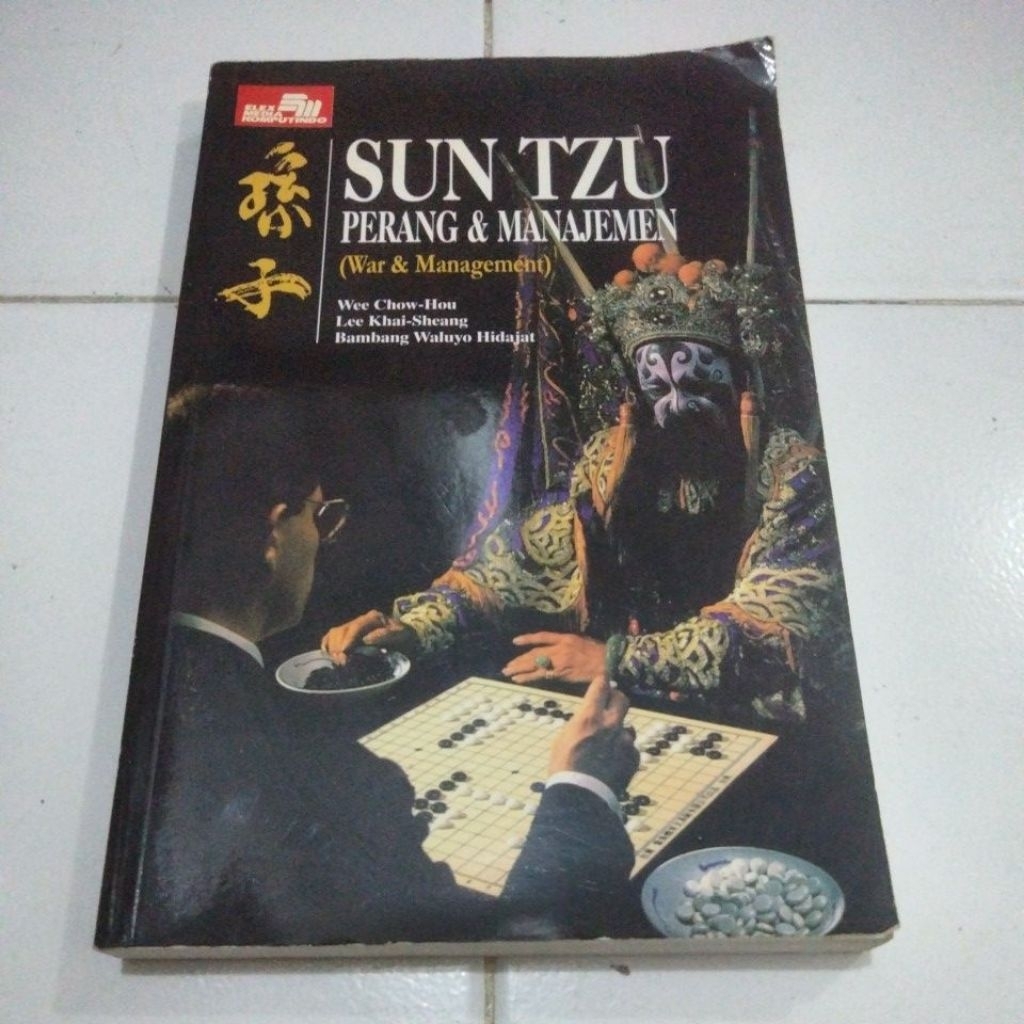 ELEX
MEDIA
KOMPUTINDO
孫
子
SUN TZU
PERANG & MANAJEMEN
(War & Management)
Wee Chow-Hou
Lee Khai-Sheang
Bambang Waluyo Hidajat